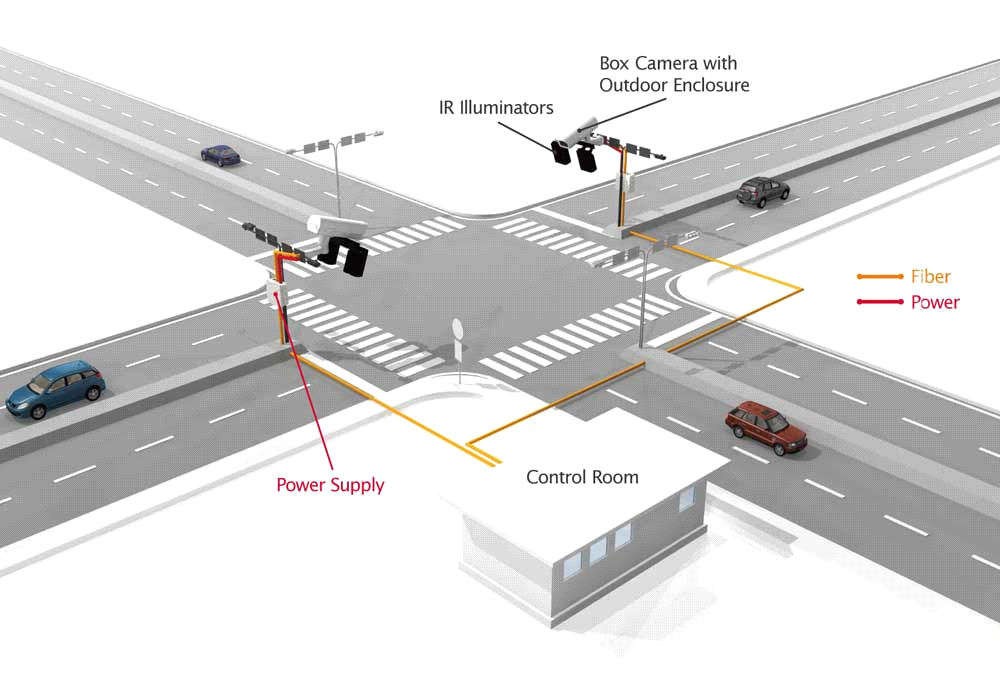 Box Camera with
Outdoor Enclosure
IR Illuminators
Fiber
Power
Power Supply
Control Room